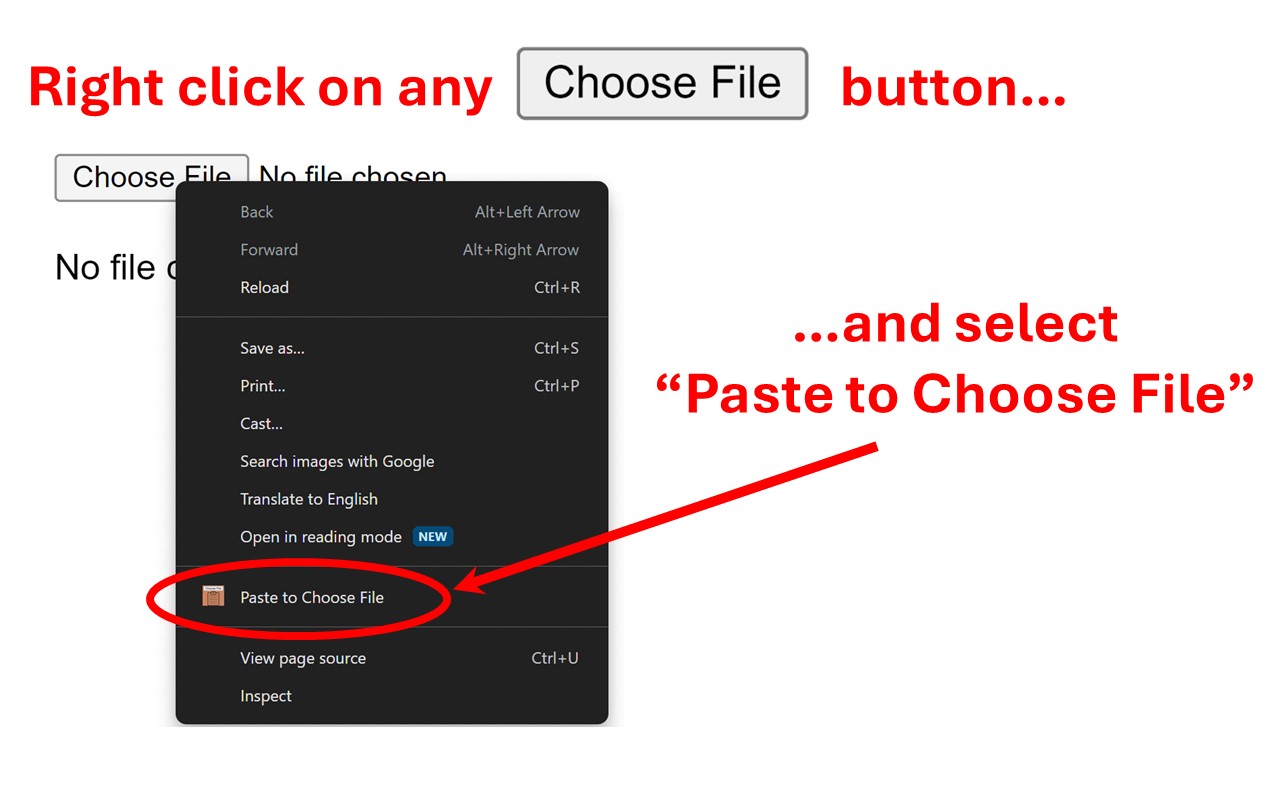 Right click on any Choose File button...
Choose File No file chosen
No file
Back Alt+Left Arrow
Forward Alt+Right Arrow
Reload Ctrl+R
...and select
Save as... Ctrl+S
“Paste to Choose File”
Print... Ctrl+P
Cast...
Search images with Google
Translate to English
Open in reading mode NEW
Paste to Choose File
View page source Ctrl+U
Inspect